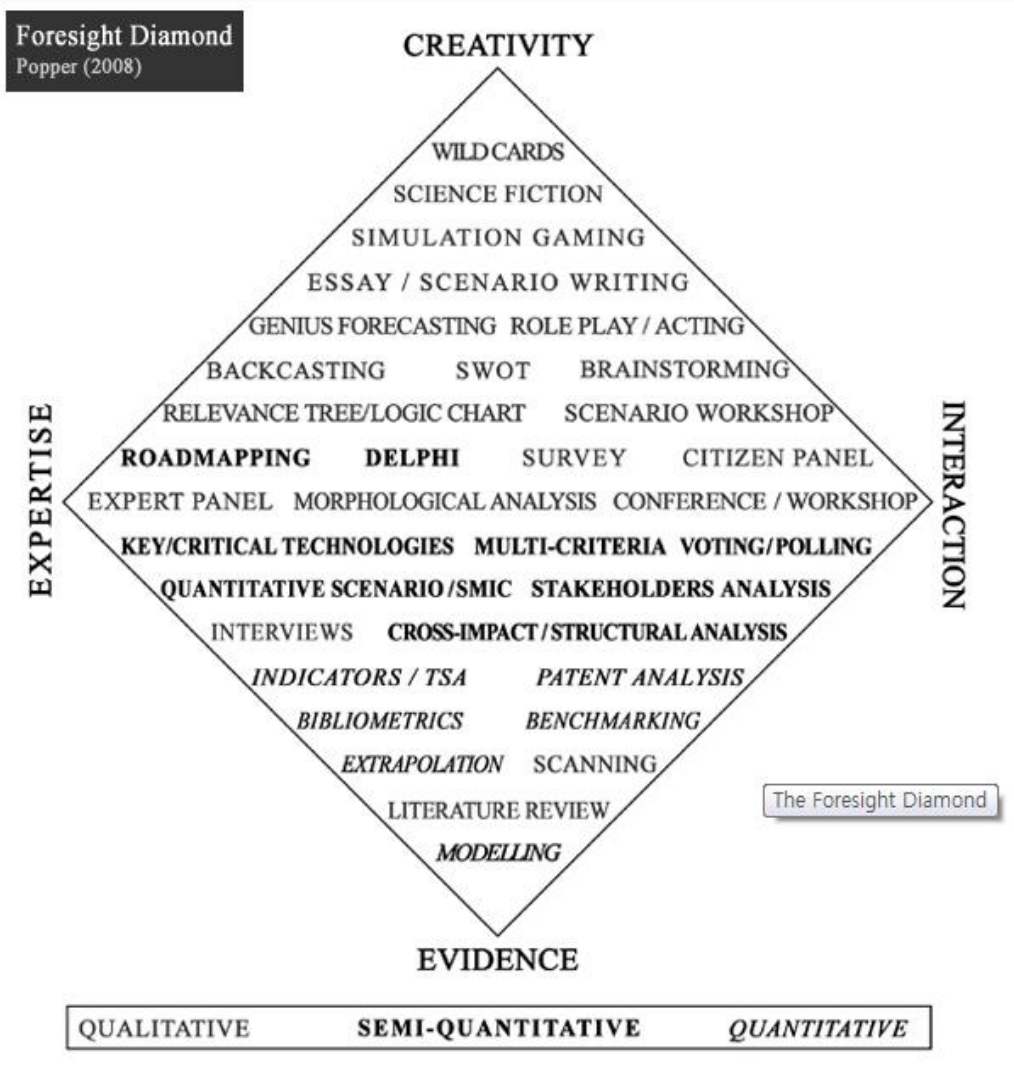 Foresight Diamond
Popper (2008)
CREATIVITY
WILD CARDS
SCIENCE FICTION
SIMULATION GAMING
ESSAY / SCENARIO WRITING
GENIUS FORECASTING ROLE PLAY / ACTING
BACKCASTING SWOT BRAINSTORMING
RELEVANCE TREE/LOGIC CHART SCENARIO WORKSHOP
ROADMAPPING DELPHI SURVEY CITIZEN PANEL
EXPERT PANEL MORPHOLOGICAL ANALYSIS CONFERENCE / WORKSHOP
KEY/CRITICAL TECHNOLOGIES MULTI-CRITERIA VOTING/POLLING
QUANTITATIVE SCENARIO/SMIC STAKEHOLDERS ANALYSIS
INTERVIEWS CROSS-IMPACT/STRUCTURAL ANALYSIS
INDICATORS / TSA PATENT ANALYSIS
BIBLIOMETRICS BENCHMARKING
EXTRAPOLATION SCANNING
LITERATURE REVIEW
MODELLING
EXPERTISE
INTERACTION
The Foresight Diamond
EVIDENCE
QUALITATIVE SEMI-QUANTITATIVE QUANTITATIVE